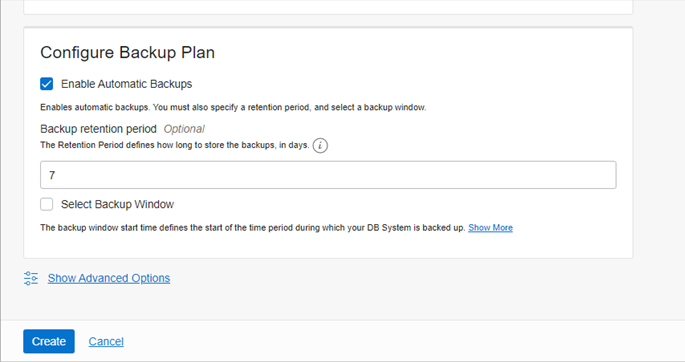 Configure Backup Plan
Enable Automatic Backups
Enables automatic backups. You must also specify a retention period, and select a backup window.
Backup retention period Optional
The Retention Period defines how long to store the backups, in days. i
7
Select Backup Window
The backup window start time defines the start of the time period during which your DB System is backed up. Show More
Show Advanced Options
Create Cancel